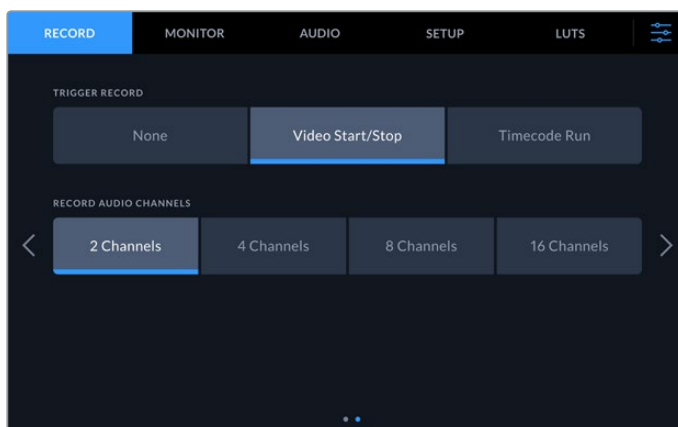 RECORD MONITOR AUDIO SETUP LUTS
TRIGGER RECORD
None Video Start/Stop Timecode Run
RECORD AUDIO CHANNELS
2 Channels 4 Channels 8 Channels 16 Channels